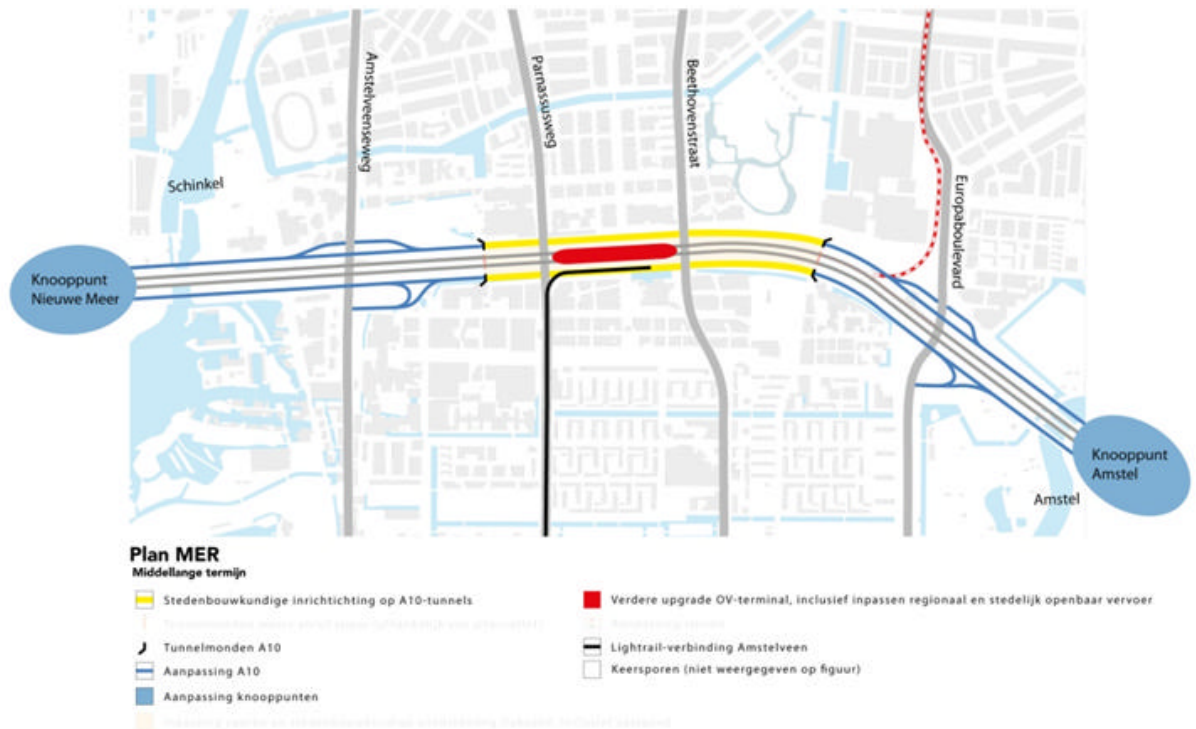 Amstelveenseweg
Parnassusweg
Beethovenstraat
Europaboulevard
Schinkel
Knooppunt
Nieuwe Meer
Knooppunt
Amstel
Amstel
Plan MER
Middellange termijn
Stedenbouwkundige inrichtiching op A10-tunnels
Tunnelmonden A10
Aanpassing A10
Aanpassing knooppunten
Verdere upgrade OV-terminal, inclusief inpassen regionaal en stedelijk openbaar vervoer
Lightrail-verbinding Amstelveen
Keersporen (niet weergegeven op figuur)